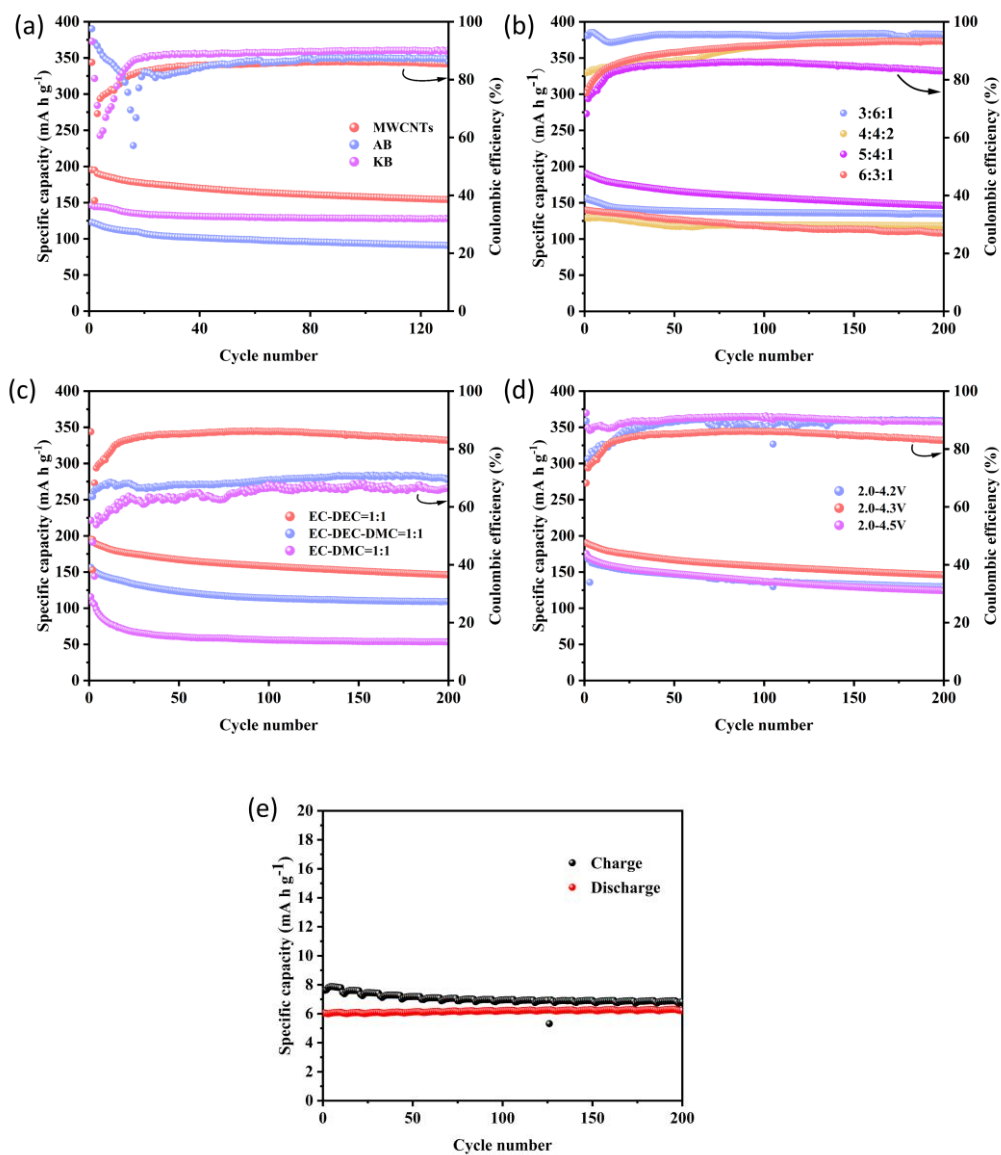 (a)
400
350
300
250
200
150
100
50
0
Specific capacity (mA h g⁻¹)
100
80
60
40
20
0
Coulombic efficiency (%)
MWCNTs
AB
KB
0 40 80 120
Cycle number
(b)
400
350
300
250
200
150
100
50
0
Specific capacity (mA h g⁻¹)
100
80
60
40
20
0
Coulombic efficiency (%)
3:6:1
4:4:2
5:4:1
6:3:1
0 50 100 150 200
Cycle number
(c)
400
350
300
250
200
150
100
50
0
Specific capacity (mA h g⁻¹)
100
80
60
40
20
0
Coulombic efficiency (%)
EC-DEC=1:1
EC-DEC-DMC=1:1
EC-DMC=1:1
0 50 100 150 200
Cycle number
(d)
400
350
300
250
200
150
100
50
0
Specific capacity (mA h g⁻¹)
100
80
60
40
20
0
Coulombic efficiency (%)
2.0-4.2V
2.0-4.3V
2.0-4.5V
0 50 100 150 200
Cycle number
(e)
20
18
16
14
12
10
8
6
4
2
0
Specific capacity (mA h g⁻¹)
Charge
Discharge
0 50 100 150 200
Cycle number